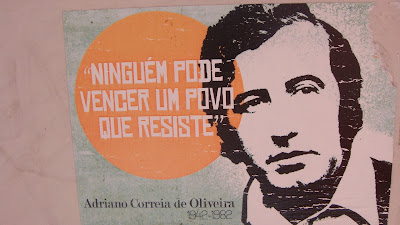 “NINGUÉM PODE
VENCER UM POVO
QUE RESISTE”
Adriano Correia de Oliveira
1942-1982